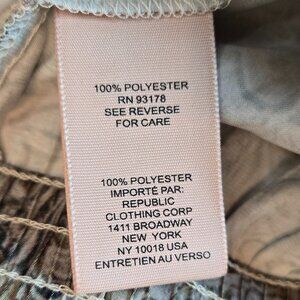 100% POLYESTER
RN 93178
SEE REVERSE
FOR CARE
100% POLYESTER
IMPORTÉ PAR:
REPUBLIC
CLOTHING CORP
1411 BROADWAY
NEW YORK
NY 10018 USA
ENTRETIEN AU VERSO